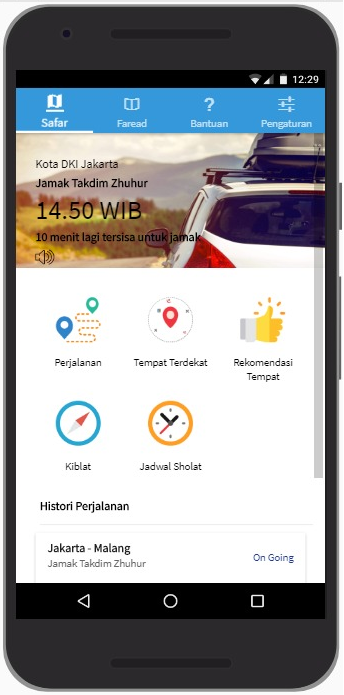 12:29
Safar
Faread
Bantuan
Pengaturan
Kota DKI Jakarta
Jamak Takdim Zhuhur
14.50 WIB
10 menit lagi tersisa untuk jamak
Perjalanan
Tempat Terdekat
Rekomendasi
Tempat
Kiblat
Jadwal Sholat
Histori Perjalanan
Jakarta - Malang
Jamak Takdim Zhuhur
On Going